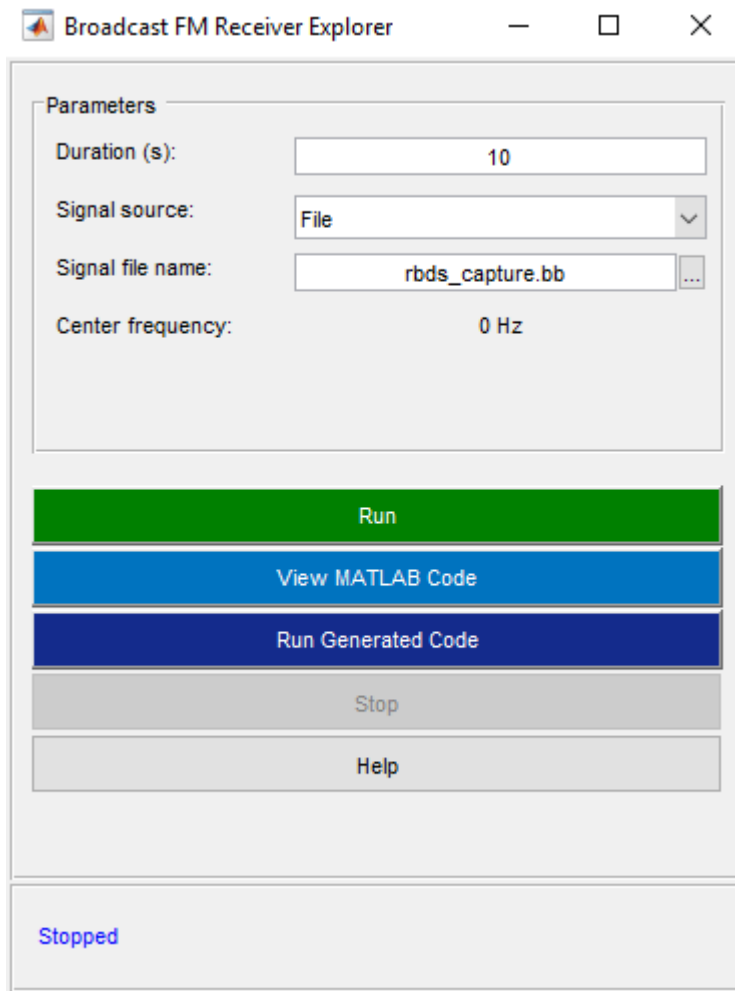 Broadcast FM Receiver Explorer
Parameters
Duration (s): 10
Signal source: File
Signal file name: rbds_capture.bb ...
Center frequency: 0 Hz
Run
View MATLAB Code
Run Generated Code
Stop
Help
Stopped